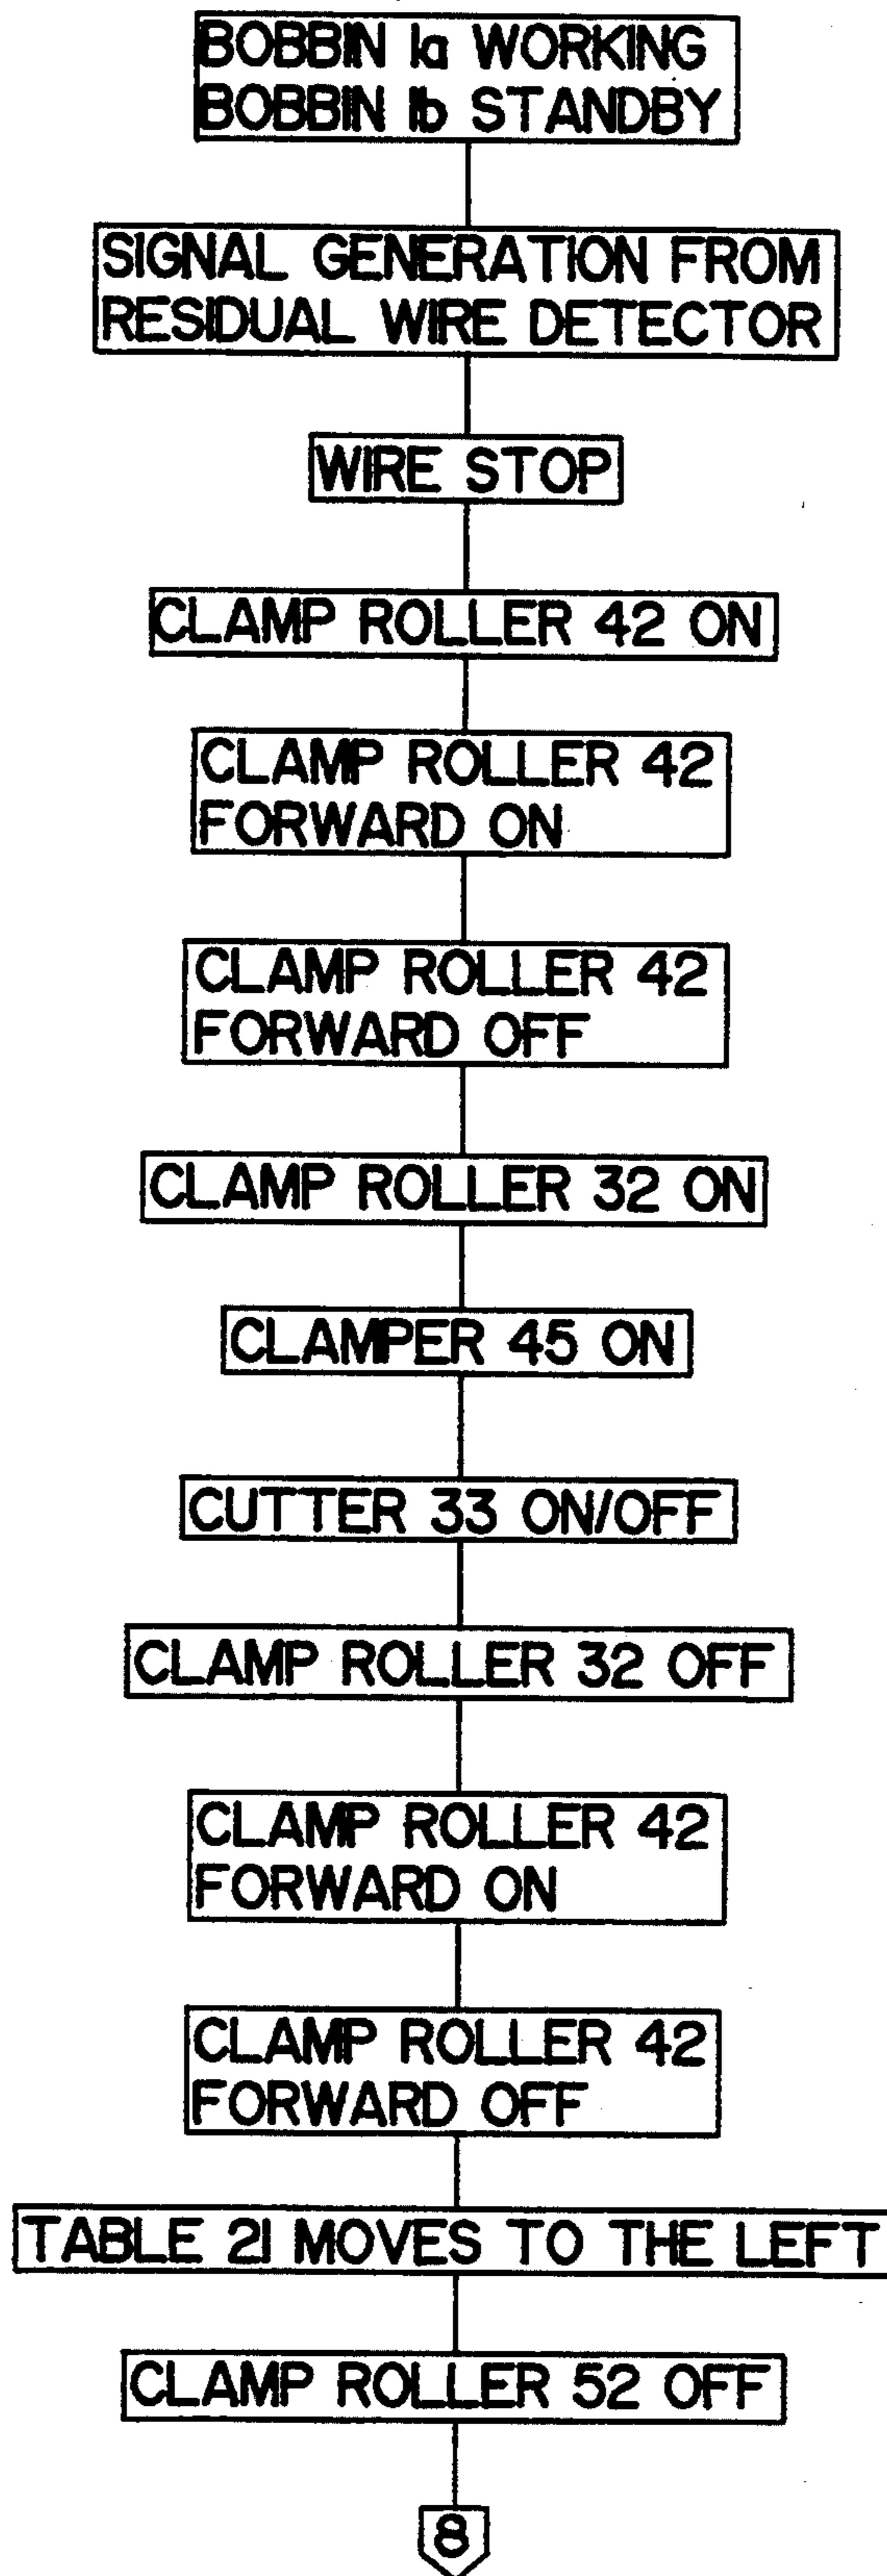 BOBBIN 1a WORKING
BOBBIN 1b STANDBY
SIGNAL GENERATION FROM
RESIDUAL WIRE DETECTOR
WIRE STOP
CLAMP ROLLER 42 ON
CLAMP ROLLER 42
FORWARD ON
CLAMP ROLLER 42
FORWARD OFF
CLAMP ROLLER 32 ON
CLAMPER 45 ON
CUTTER 33 ON/OFF
CLAMP ROLLER 32 OFF
CLAMP ROLLER 42
FORWARD ON
CLAMP ROLLER 42
FORWARD OFF
TABLE 21 MOVES TO THE LEFT
CLAMP ROLLER 52 OFF
8